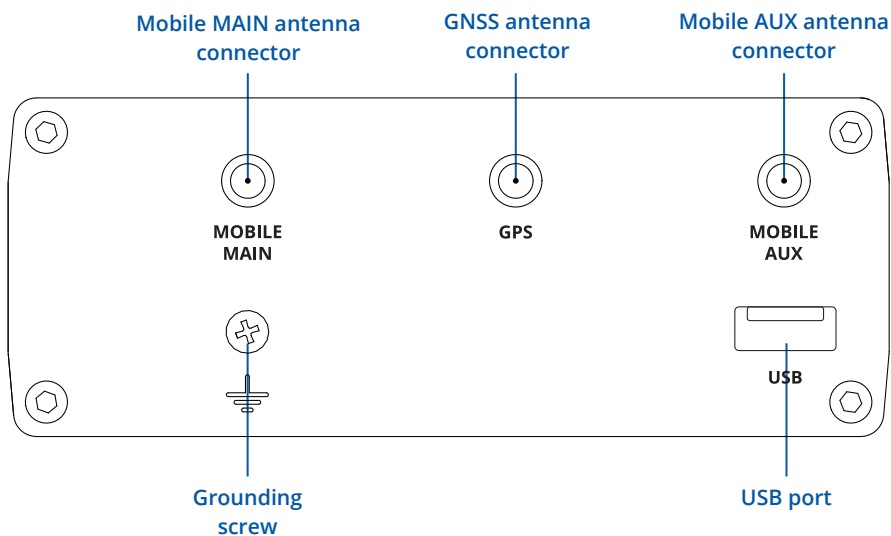 Mobile MAIN antenna
connector
GNSS antenna
connector
Mobile AUX antenna
connector
MOBILE
MAIN
GPS
MOBILE
AUX
USB
Grounding
screw
USB port